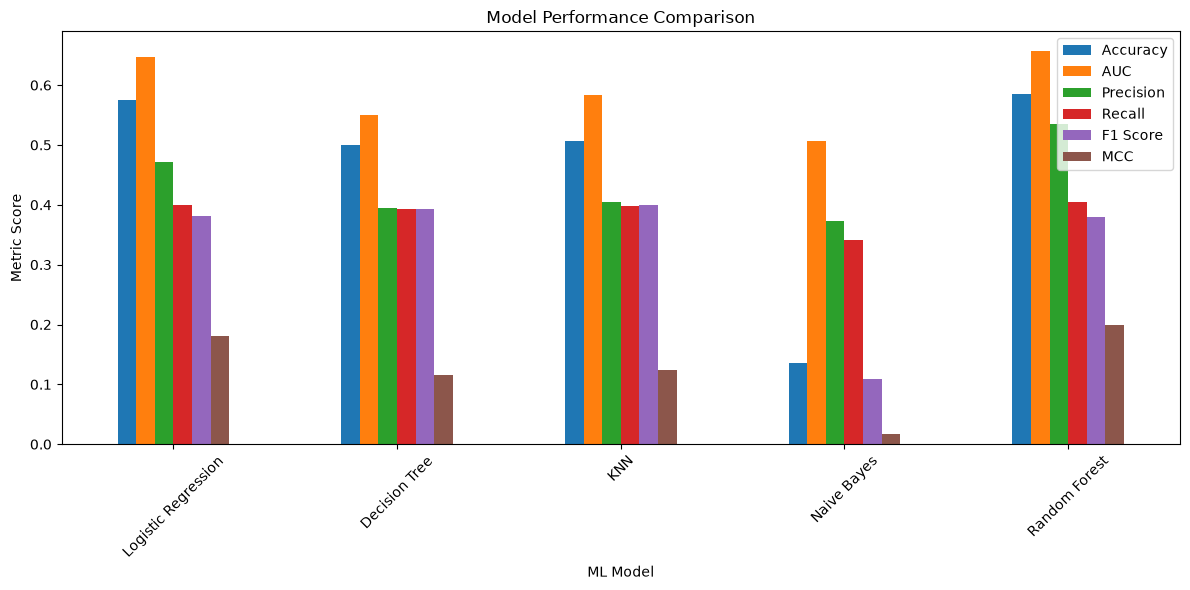 Model Performance Comparison
Accuracy
AUC
Precision
Recall
F1 Score
MCC
Metric Score
0.6
0.5
0.4
0.3
0.2
0.1
0.0
Logistic Regression
Decision Tree
KNN
Naive Bayes
Random Forest
ML Model